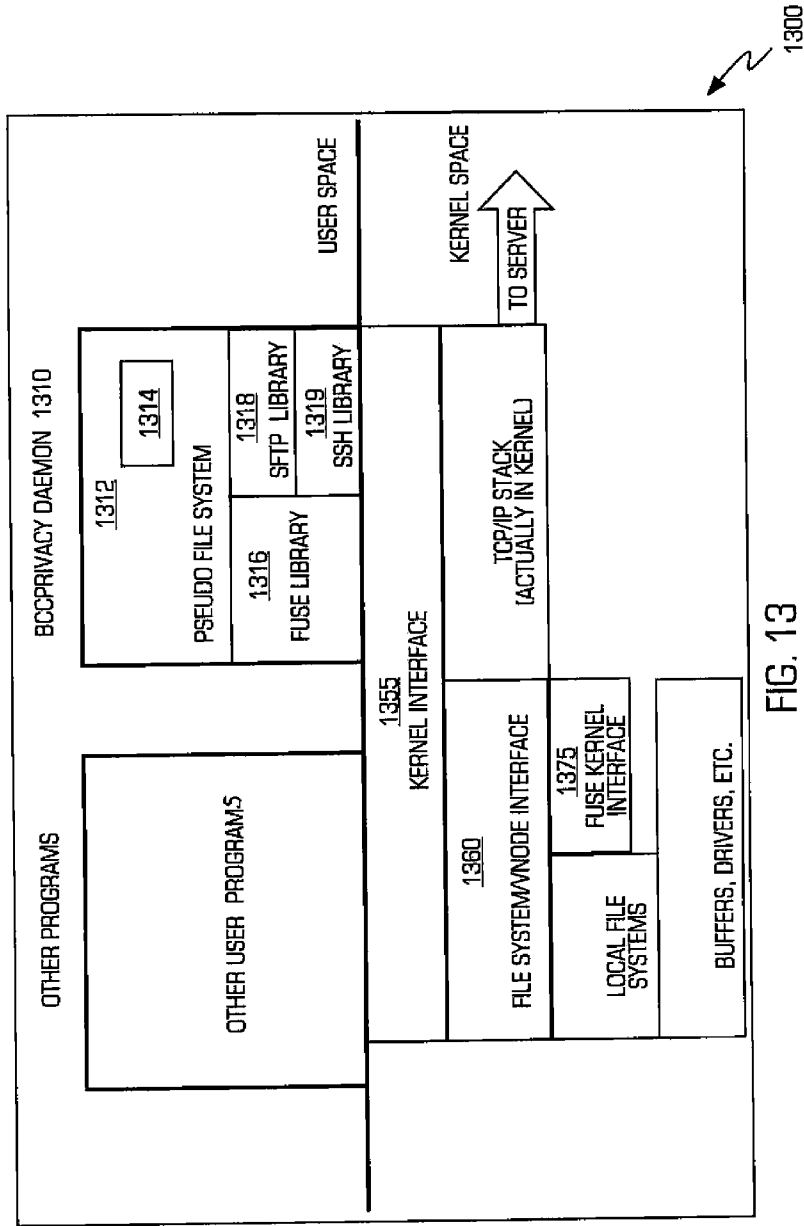 OTHER PROGRAMS
BCCPRIVACY DAEMON 1310
OTHER USER PROGRAMS
1312
1314
PSEUDO FILE SYSTEM
1316
FUSE LIBRARY
1318
SFTP LIBRARY
1319
SSH LIBRARY
USER SPACE
KERNEL SPACE
1355
KERNEL INTERFACE
1360
FILE SYSTEM/VNODE INTERFACE
TCP/IP STACK
(ACTUALLY IN KERNEL)
TO SERVER
LOCAL FILE
SYSTEMS
1375
FUSE KERNEL
INTERFACE
BUFFERS, DRIVERS, ETC.
1300
FIG. 13